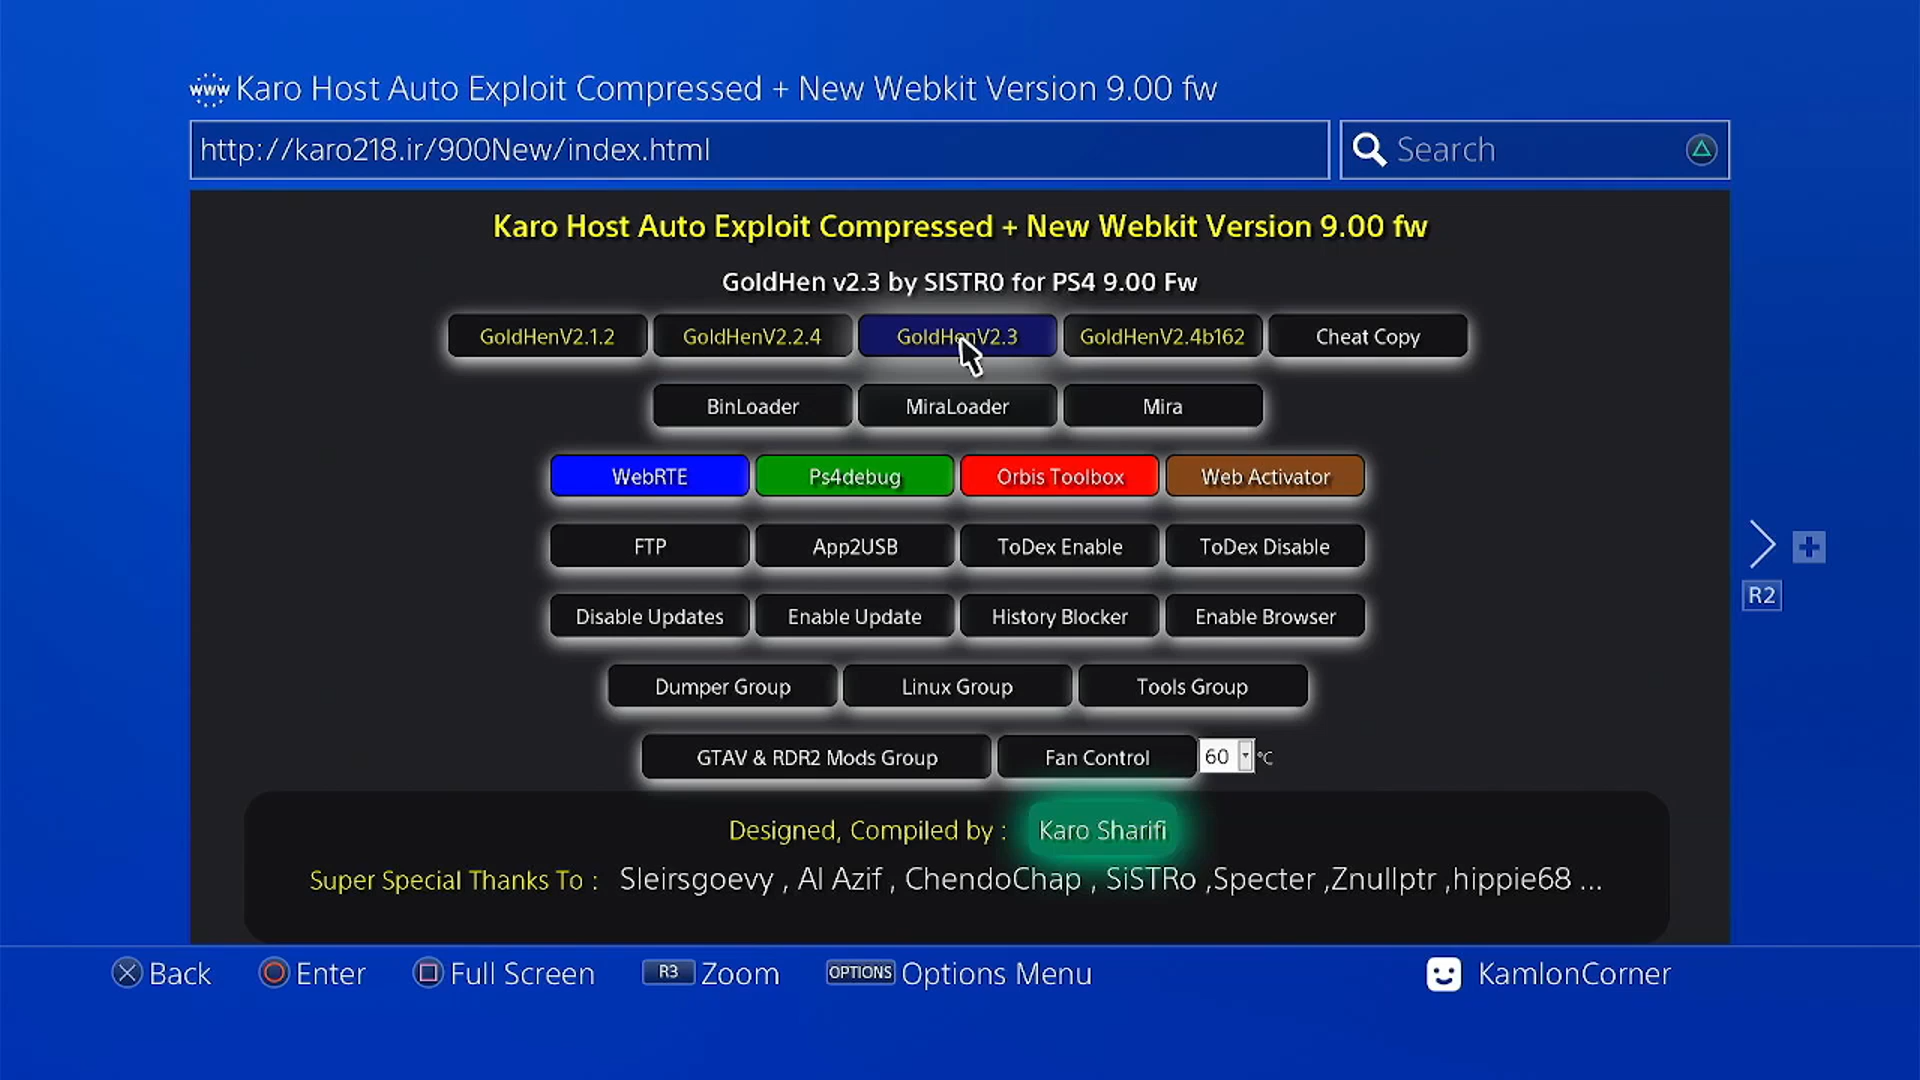 www Karo Host Auto Exploit Compressed + New Webkit Version 9.00 fw
http://karo218.ir/900New/index.html Search
Karo Host Auto Exploit Compressed + New Webkit Version 9.00 fw
GoldHen v2.3 by SISTR0 for PS4 9.00 Fw
GoldHenV2.1.2 GoldHenV2.2.4 GoldHenV2.3 GoldHenV2.4b162 Cheat Copy
BinLoader MiraLoader Mira
WebRTE Ps4debug Orbis Toolbox Web Activator
FTP App2USB ToDex Enable ToDex Disable
Disable Updates Enable Update History Blocker Enable Browser
R2
Dumper Group Linux Group Tools Group
GTAV & RDR2 Mods Group Fan Control 60 °C
Designed, Compiled by : Karo Sharifi
Super Special Thanks To : Sleirsgoevy , Al Azif , ChendoChap , SiSTRo ,Specter ,Znullptr ,hippie68 ...
Back Enter Full Screen R3 Zoom OPTIONS Options Menu KamlonCorner